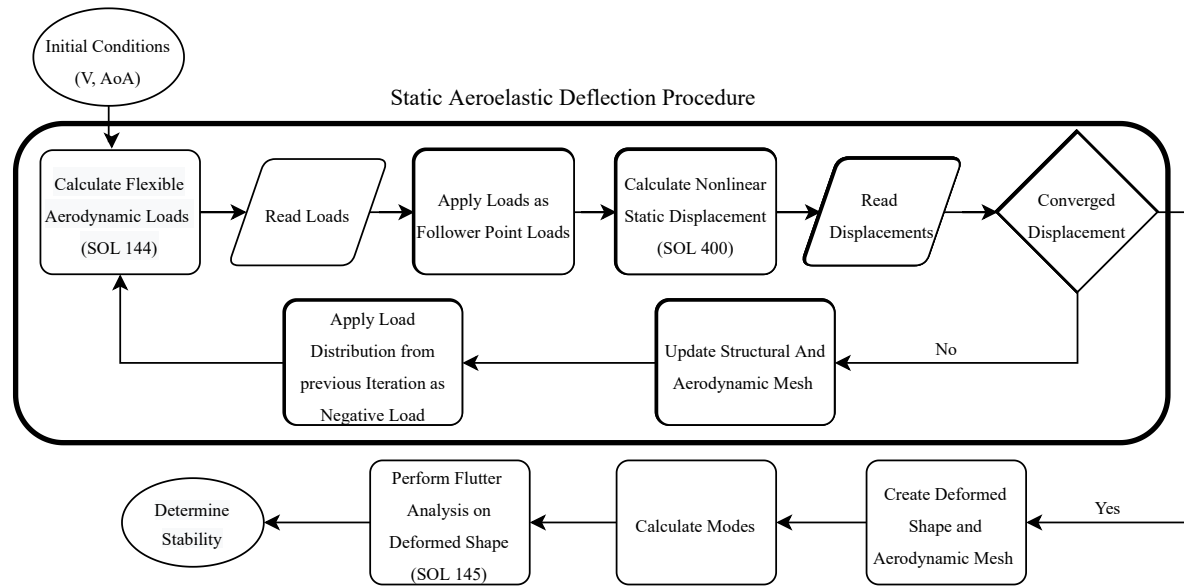 Initial Conditions
(V, AoA)
Static Aeroelastic Deflection Procedure
Calculate Flexible
Aerodynamic Loads
(SOL 144)
Read Loads
Apply Loads as
Follower Point Loads
Calculate Nonlinear
Static Displacement
(SOL 400)
Read
Displacements
Converged
Displacement
No
Update Structural And
Aerodynamic Mesh
Apply Load
Distribution from
previous Iteration as
Negative Load
Yes
Create Deformed
Shape and
Aerodynamic Mesh
Calculate Modes
Perform Flutter
Analysis on
Deformed Shape
(SOL 145)
Determine
Stability